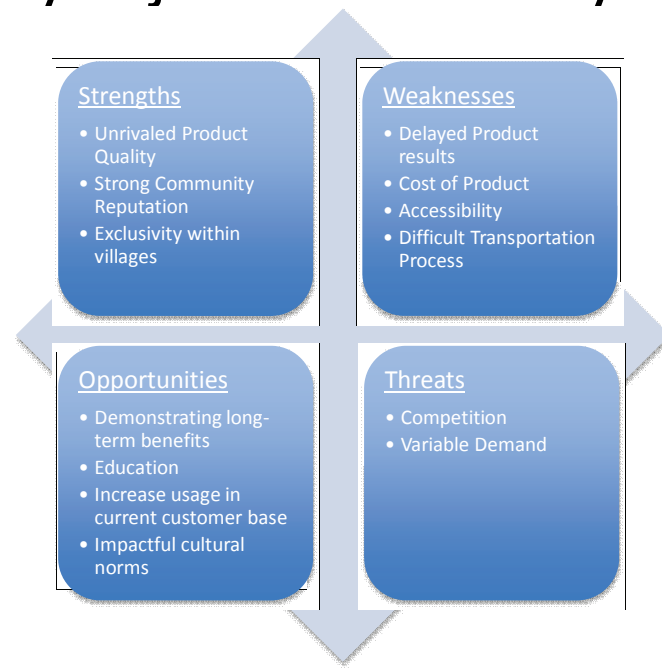 Strengths
• Unrivaled Product
Quality
• Strong Community
Reputation
• Exclusivity within
villages
Weaknesses
• Delayed Product
results
• Cost of Product
• Accessibility
• Difficult Transportation
Process
Opportunities
• Demonstrating long-
term benefits
• Education
• Increase usage in
current customer base
• Impactful cultural
norms
Threats
• Competition
• Variable Demand